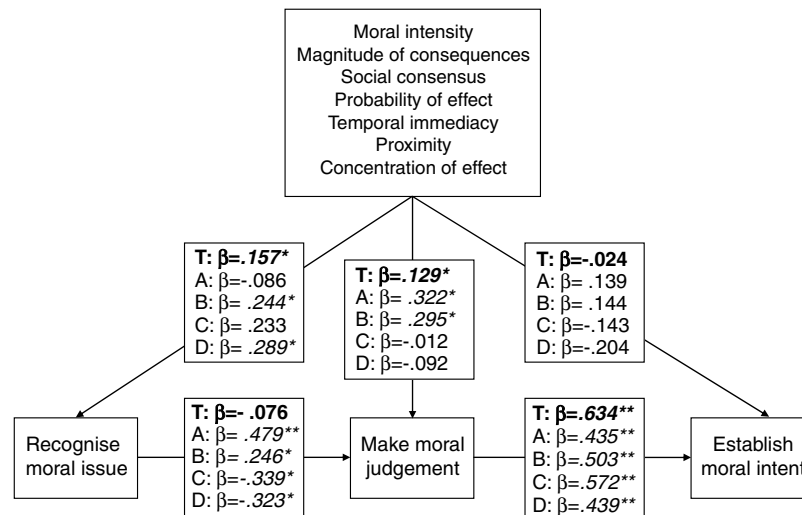 Moral intensity
Magnitude of consequences
Social consensus
Probability of effect
Temporal immediacy
Proximity
Concentration of effect
T: β=.157*
A: β=-.086
B: β= .244*
C: β= .233
D: β= .289*
T: β=.129*
A: β= .322*
B: β= .295*
C: β=-.012
D: β=-.092
T: β=-.024
A: β= .139
B: β= .144
C: β=-.143
D: β=-.204
Recognise
moral issue
T: β=- .076
A: β= .479**
B: β= .246*
C: β=-.339*
D: β=-.323*
Make moral
judgement
T: β=.634**
A: β=.435**
B: β=.503**
C: β=.572**
D: β=.439**
Establish
moral intent